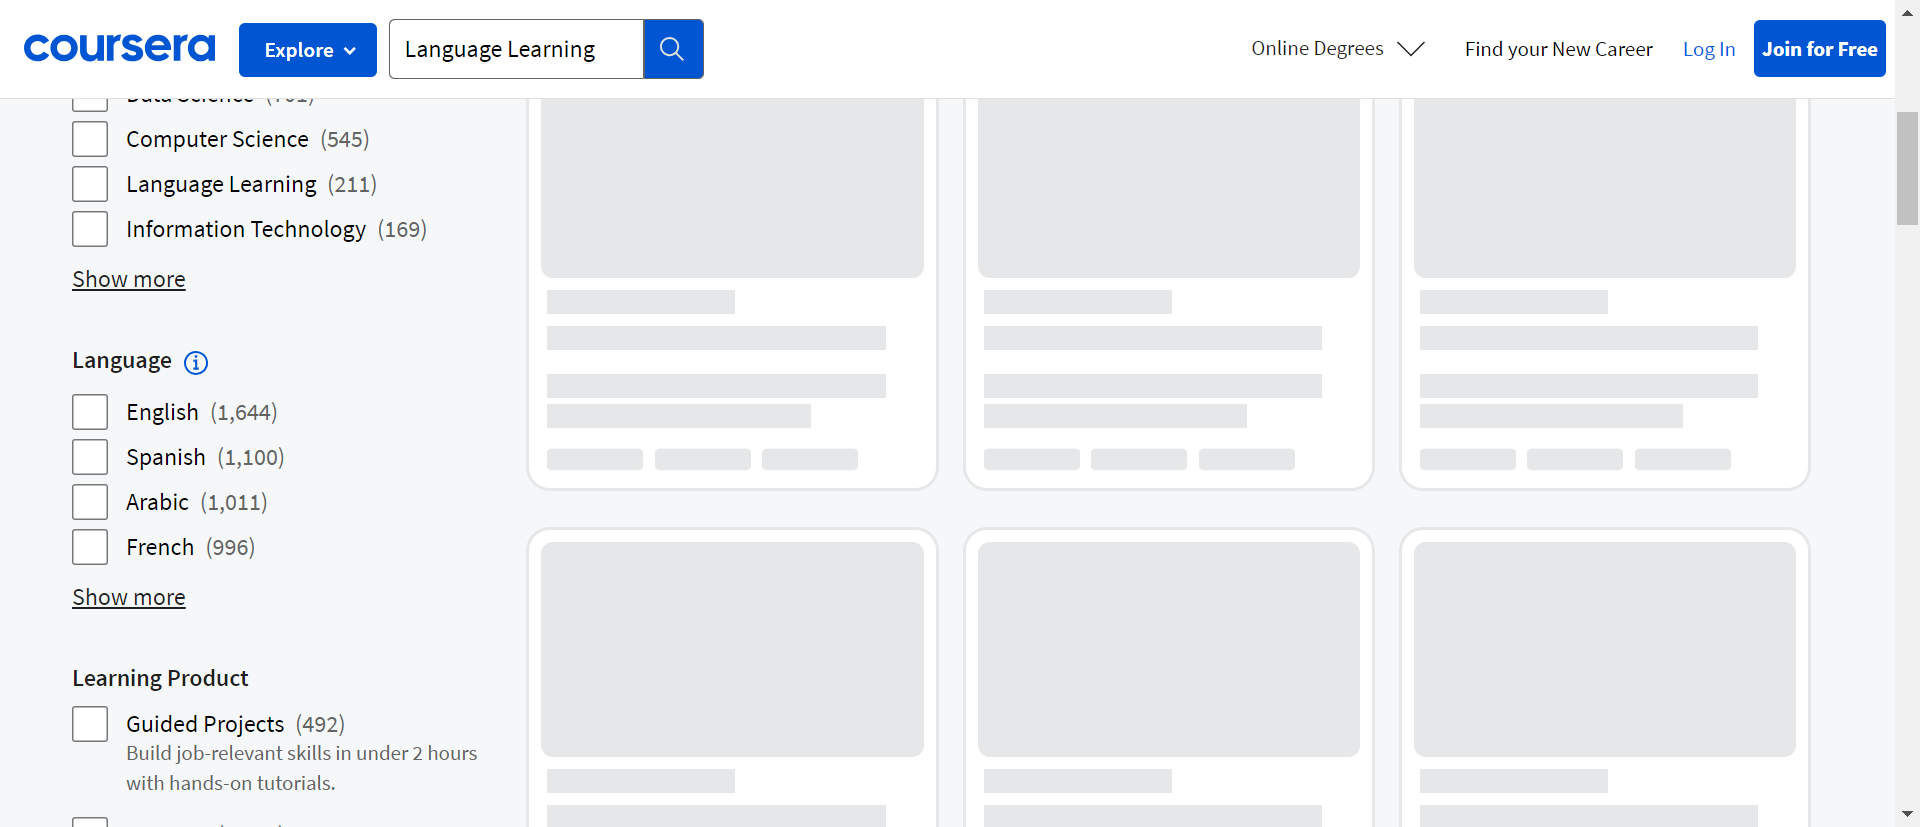 coursera
Explore
Language Learning
Online Degrees
Find your New Career
Log In
Join for Free
Computer Science (545)
Language Learning (211)
Information Technology (169)
Show more
Language
English (1,644)
Spanish (1,100)
Arabic (1,011)
French (996)
Show more
Learning Product
Guided Projects (492)
Build job-relevant skills in under 2 hours
with hands-on tutorials.